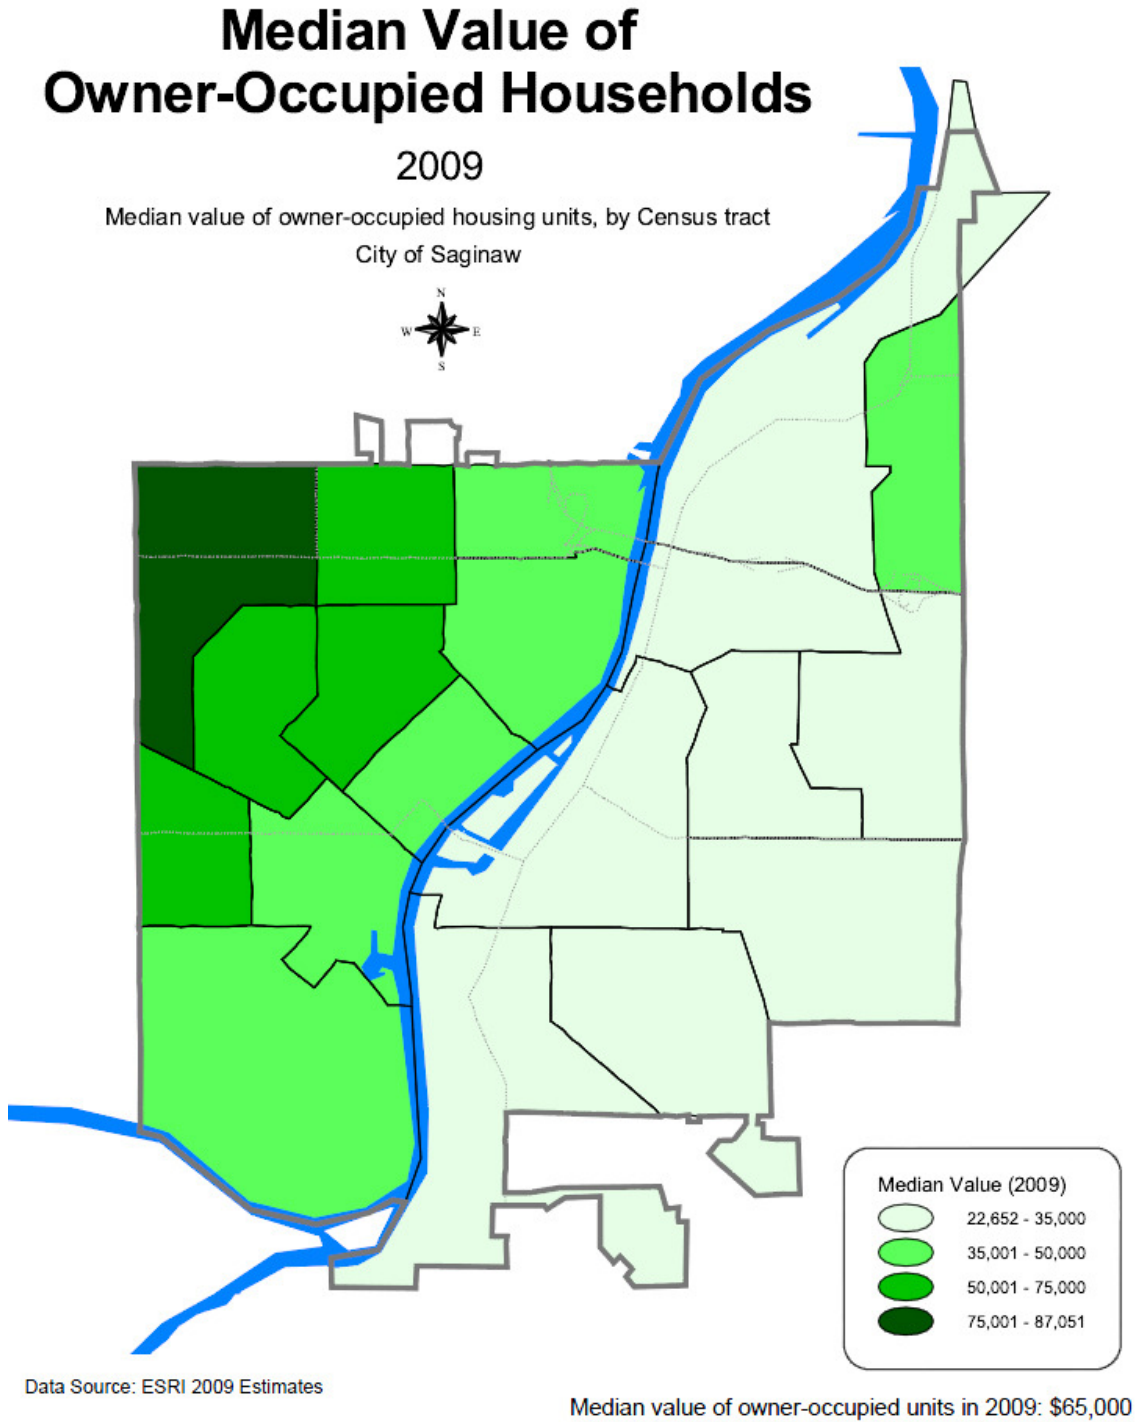 Median Value of
Owner-Occupied Households
2009
Median value of owner-occupied housing units, by Census tract
City of Saginaw
N
W E
S
Median Value (2009)
22,652 - 35,000
35,001 - 50,000
50,001 - 75,000
75,001 - 87,051
Data Source: ESRI 2009 Estimates
Median value of owner-occupied units in 2009: $65,000